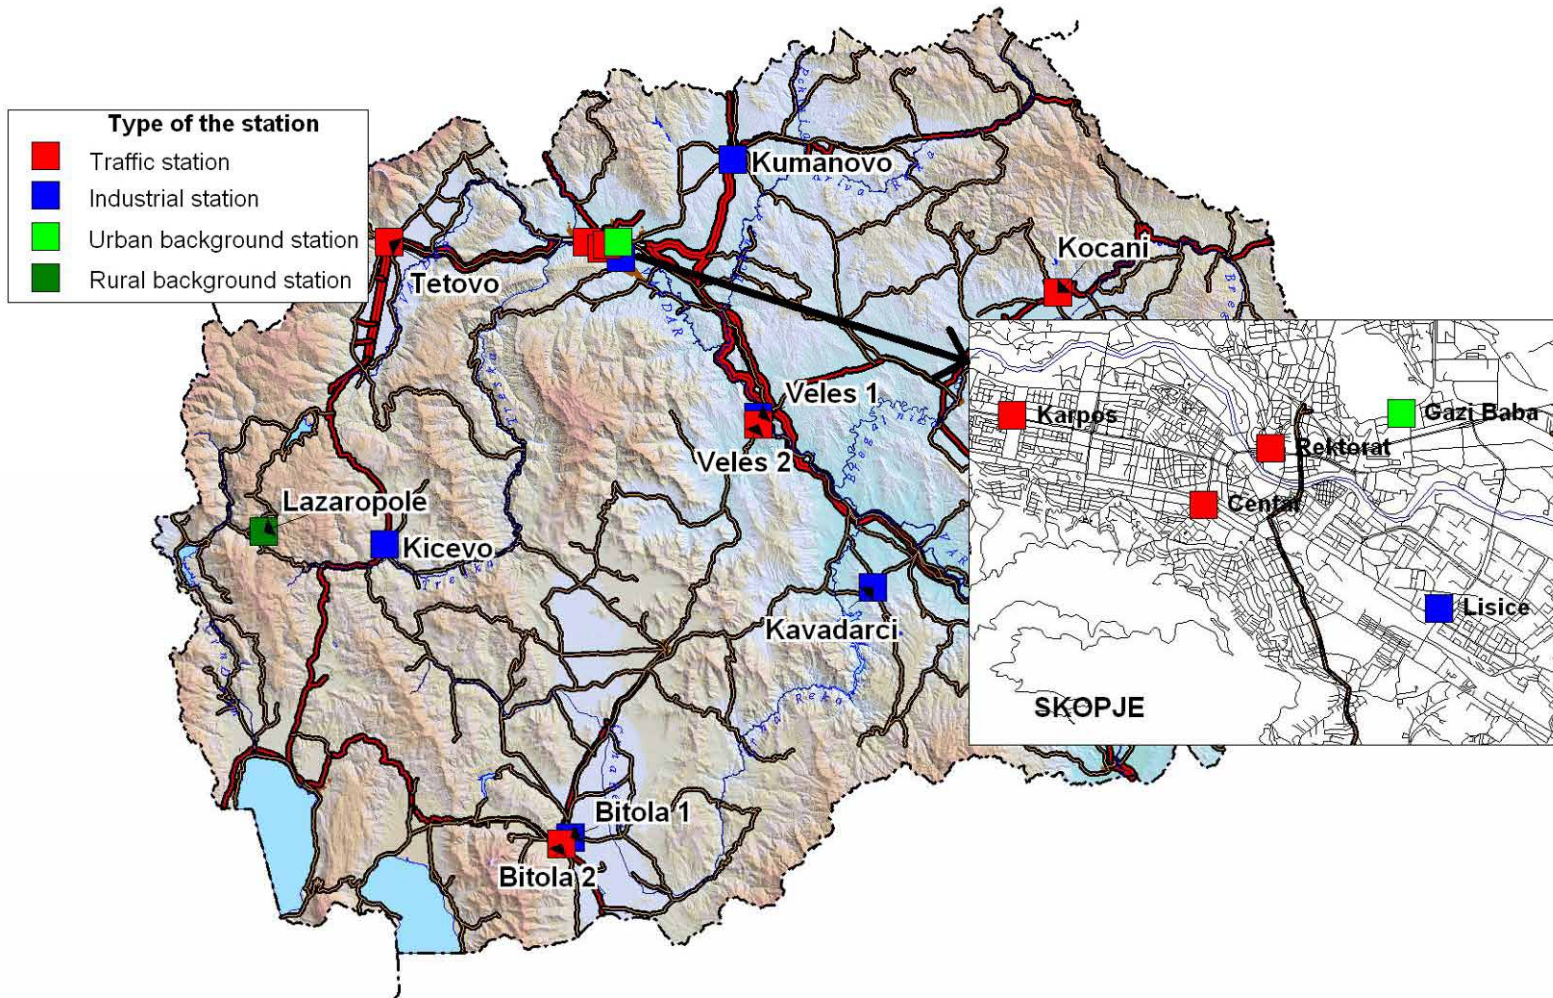 Type of the station
Traffic station
Industrial station
Urban background station
Rural background station
Kumanovo
Kocani
Tetovo
Veles 1
Veles 2
Lazaropole
Kicevo
Treska
Kavadarci
Bitola 1
Bitola 2
Karpos
Gazi Baba
Rektorat
Centar
Lisice
SKOPJE